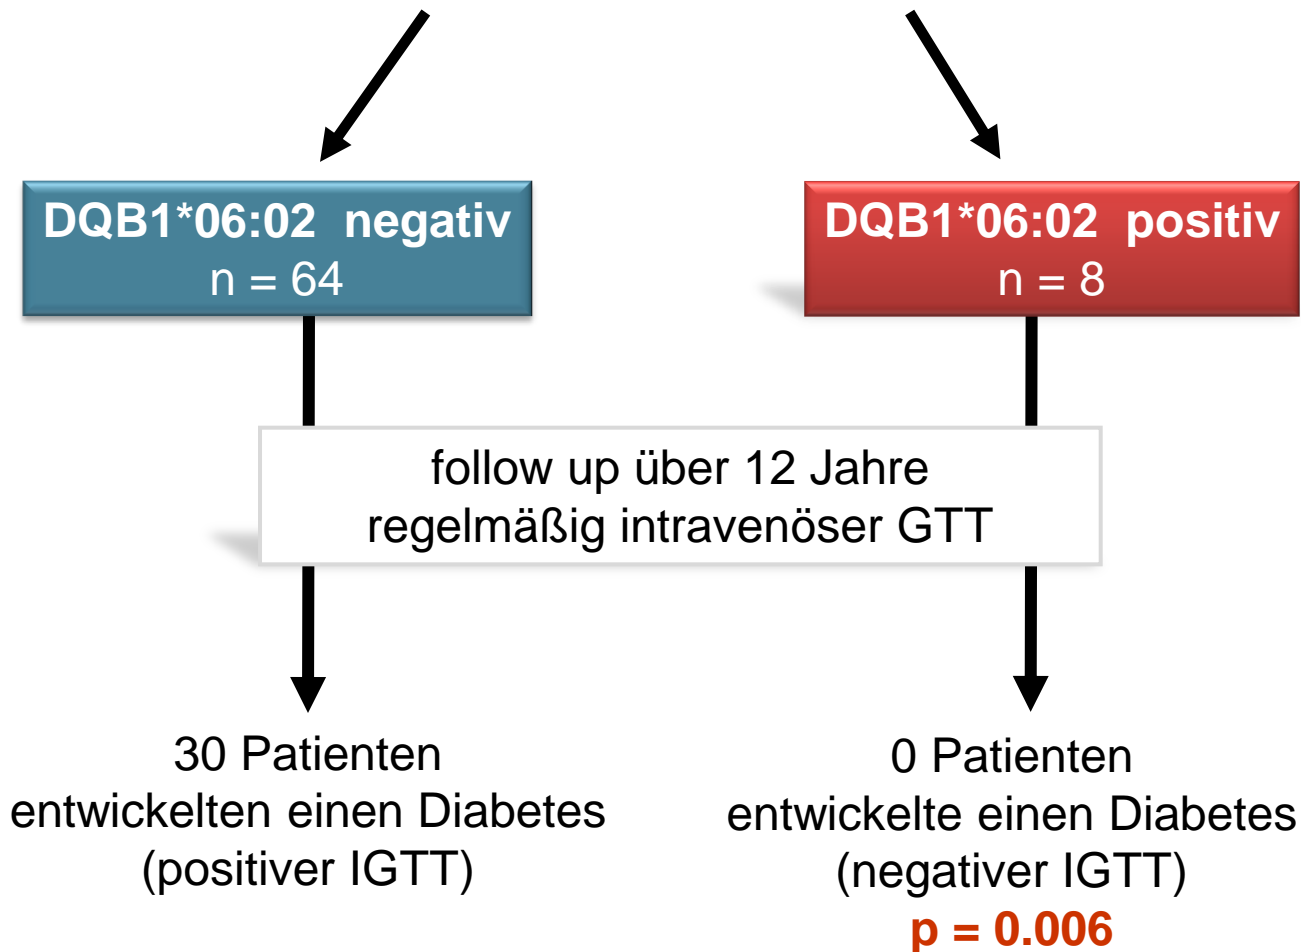 DQB1*06:02 negativ
n = 64
DQB1*06:02 positiv
n = 8
follow up über 12 Jahre
regelmäßig intravenöser GTT
30 Patienten
entwickelten einen Diabetes
(positiver IGTT)
0 Patienten
entwickelte einen Diabetes
(negativer IGTT)
p = 0.006